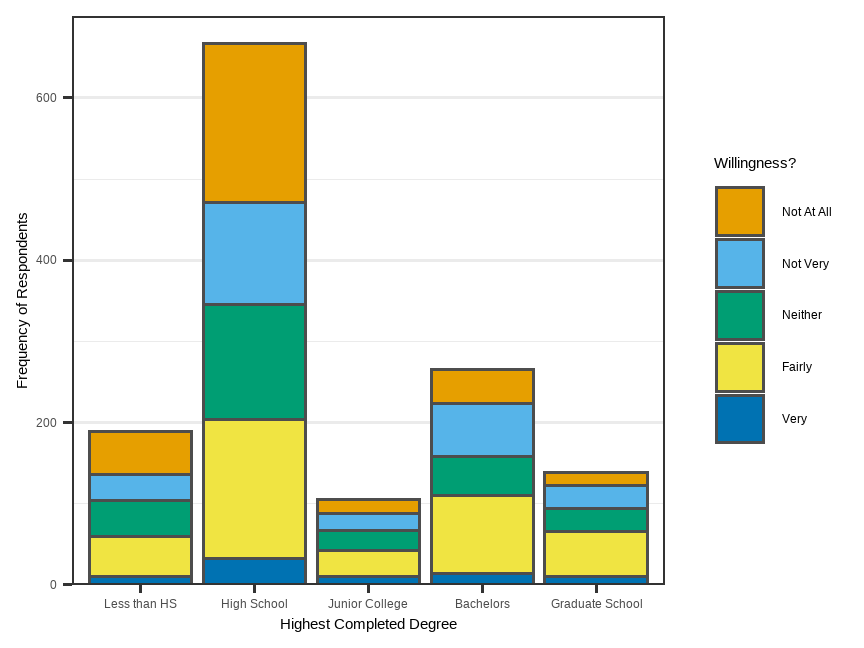 600
400
200
0
Frequency of Respondents
Less than HS
High School
Junior College
Bachelors
Graduate School
Highest Completed Degree
Willingness?
Not At All
Not Very
Neither
Fairly
Very